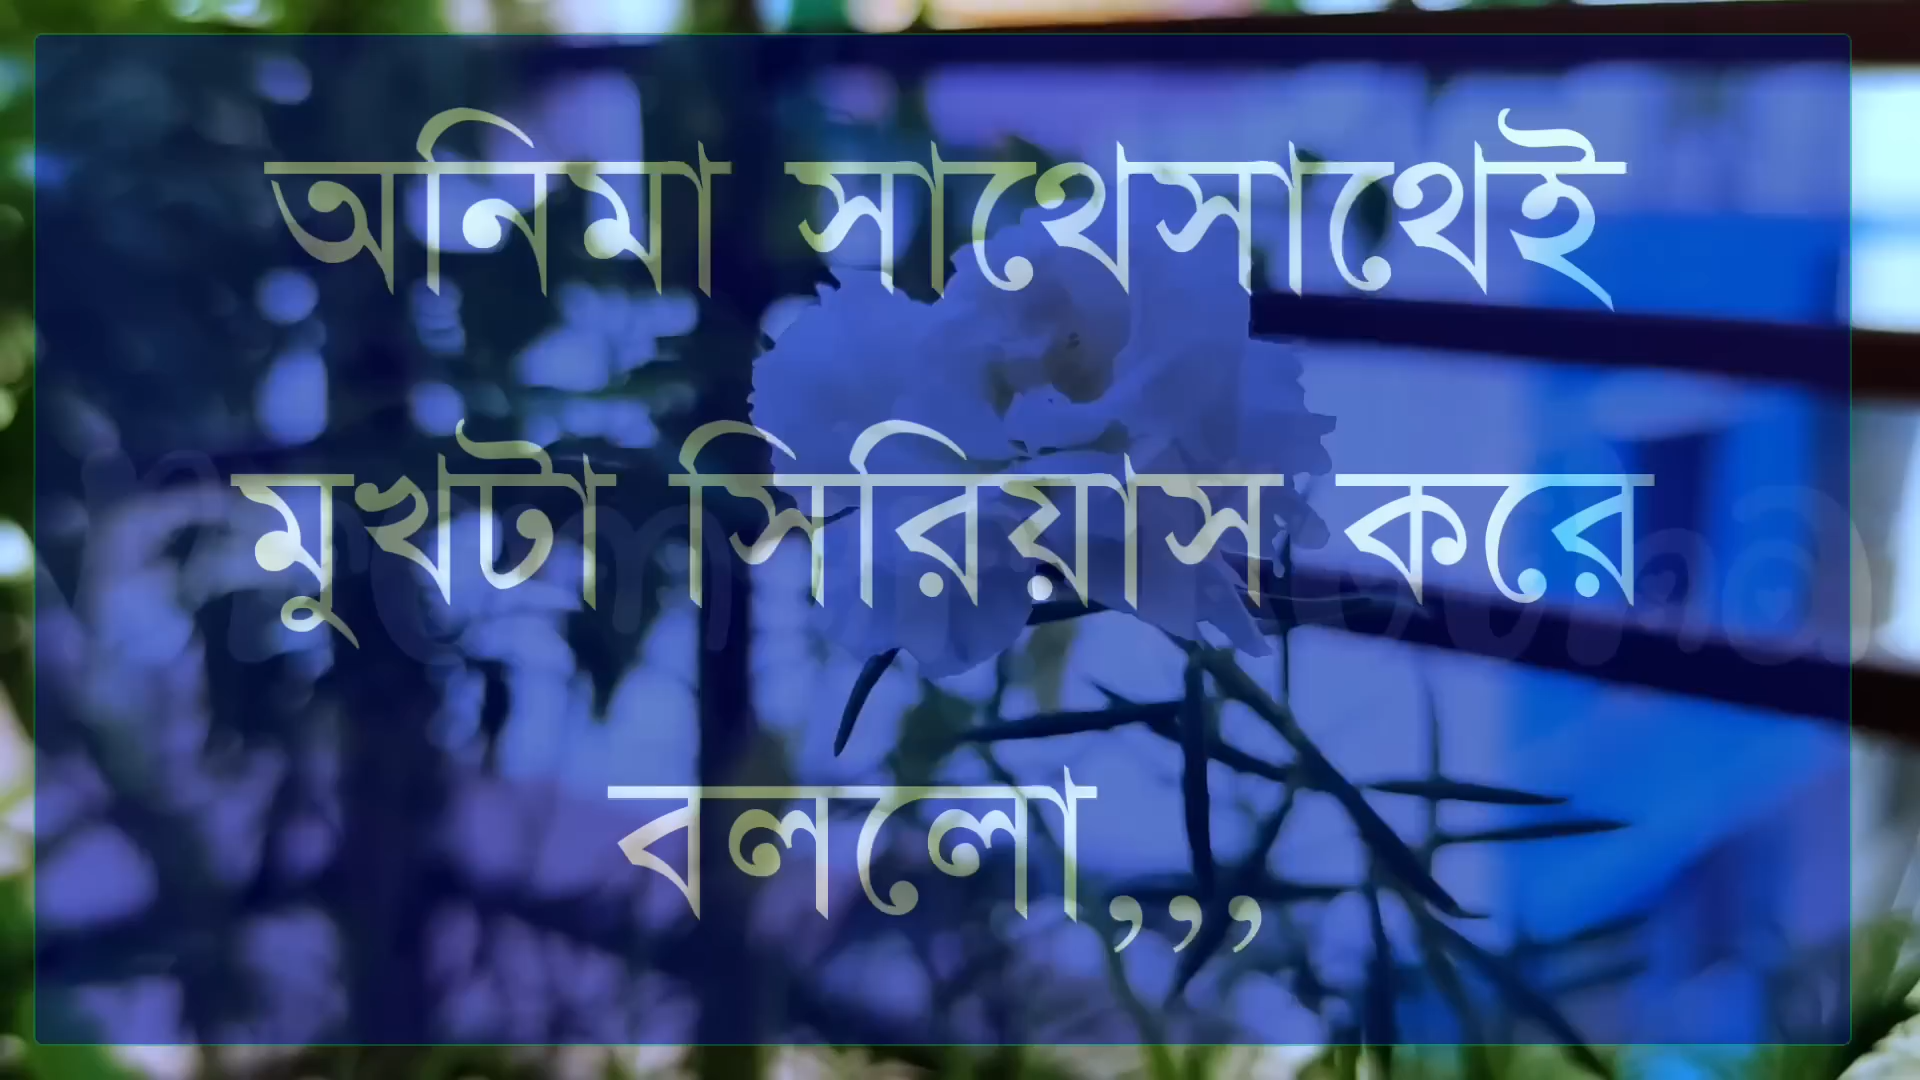 অনিমা সাথেসাথেই
মুখটা সিরিয়াস করে
বললো,,,